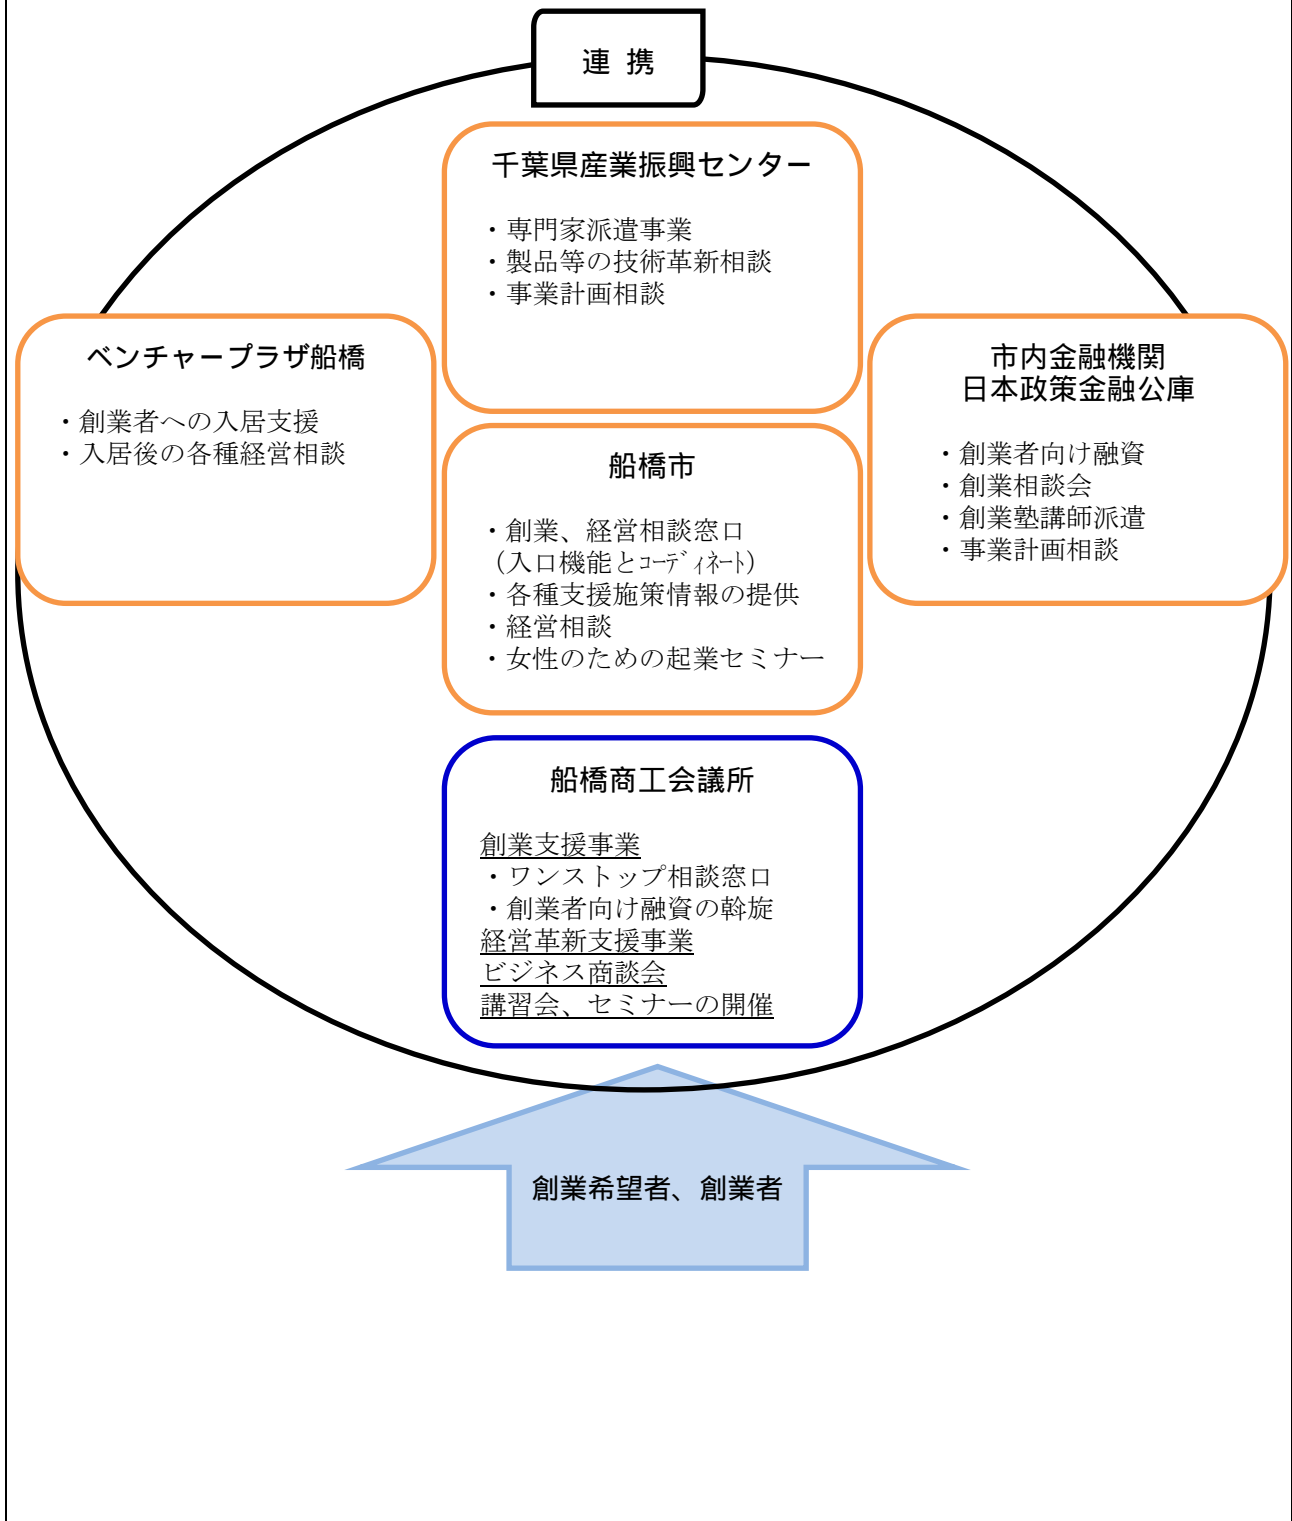 連 携
千葉県産業振興センター
・専門家派遣事業
・製品等の技術革新相談
・事業計画相談
ベンチャープラザ船橋
・創業者への入居支援
・入居後の各種経営相談
市内金融機関
日本政策金融公庫
・創業者向け融資
・創業相談会
・創業塾講師派遣
・事業計画相談
船橋市
・創業、経営相談窓口
（入口機能とｺｰﾃﾞｨﾈｰﾄ）
・各種支援施策情報の提供
・経営相談
・女性のための起業セミナー
船橋商工会議所
創業支援事業
・ワンストップ相談窓口
・創業者向け融資の斡旋
経営革新支援事業
ビジネス商談会
講習会、セミナーの開催
創業希望者、創業者